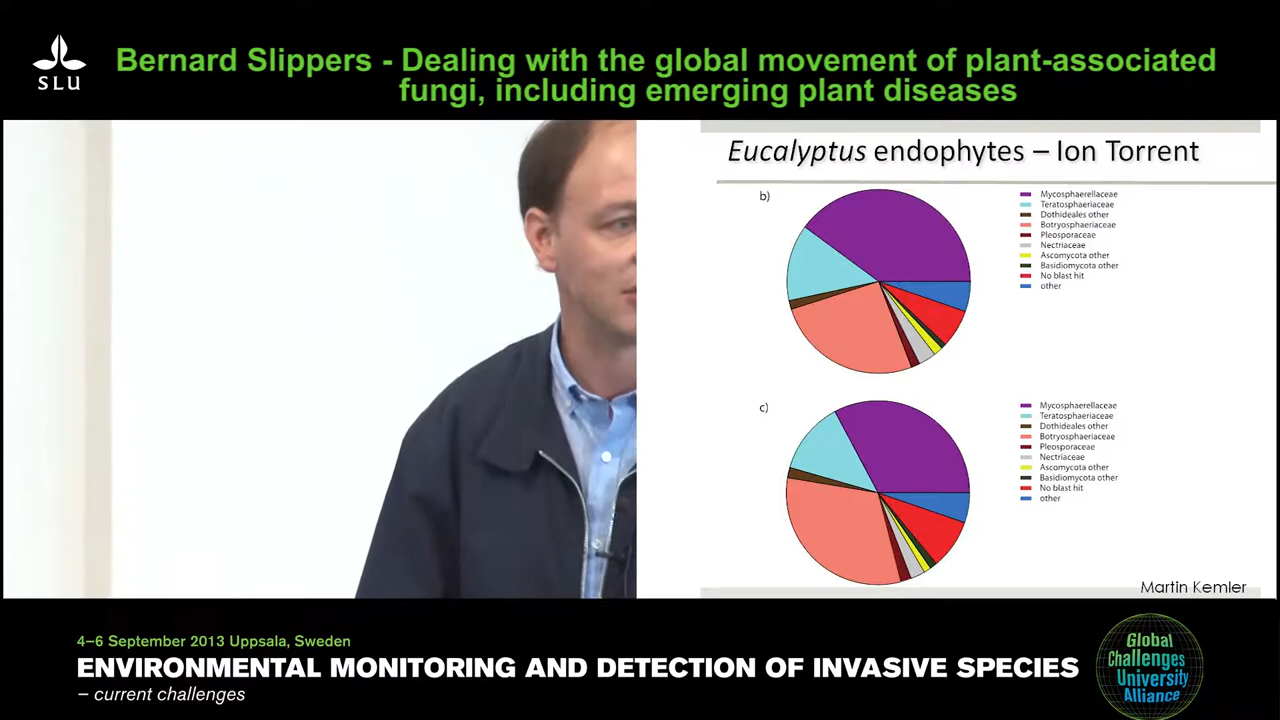 SLU
Bernard Slippers - Dealing with the global movement of plant-associated
fungi, including emerging plant diseases
Eucalyptus endophytes – Ion Torrent
b)
Mycosphaerellaceae
Teratosphaeriaceae
Dothideales other
Botryosphaeriaceae
Pleosporaceae
Nectriaceae
Ascomycota other
Basidiomycota other
No blast hit
other
c)
Mycosphaerellaceae
Teratosphaeriaceae
Dothideales other
Botryosphaeriaceae
Pleosporaceae
Nectriaceae
Ascomycota other
Basidiomycota other
No blast hit
other
Martin Kemler
4–6 September 2013 Uppsala, Sweden
ENVIRONMENTAL MONITORING AND DETECTION OF INVASIVE SPECIES
– current challenges
Global
Challenges
University
Alliance